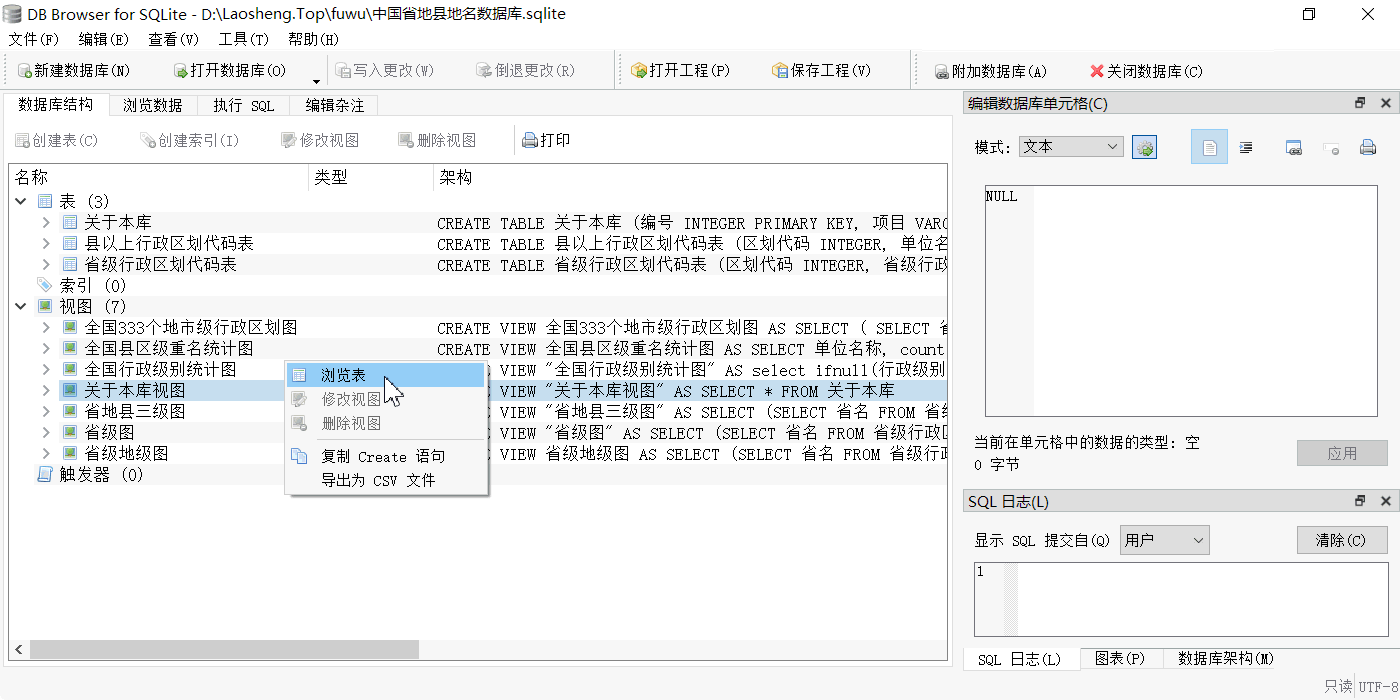 DB Browser for SQLite - D:\Laosheng.Top\fuwu\中国省地县地名数据库.sqlite
文件(F) 编辑(E) 查看(V) 工具(T) 帮助(H)
新建数据库(N) 打开数据库(O) 写入更改(W) 倒退更改(R) 打开工程(P) 保存工程(V) 附加数据库(A) 关闭数据库(C)
数据库结构 浏览数据 执行 SQL 编辑杂注
创建表(C) 创建索引(I) 修改视图 删除视图 打印
名称 类型 架构
表 (3)
关于本库 CREATE TABLE 关于本库 (编号 INTEGER PRIMARY KEY, 项目 VARC
县以上行政区划代码表 CREATE TABLE 县以上行政区划代码表 (区划代码 INTEGER, 单位名
省级行政区划代码表 CREATE TABLE 省级行政区划代码表 (区划代码 INTEGER, 省级行政
索引 (0)
视图 (7)
全国333个地市级行政区划图 CREATE VIEW 全国333个地市级行政区划图 AS SELECT ( SELECT 省
全国县区级重名统计图 CREATE VIEW 全国县区级重名统计图 AS SELECT 单位名称, count
全国行政级别统计图 VIEW "全国行政级别统计图" AS select ifnull(行政级别
关于本库视图 VIEW "关于本库视图" AS SELECT * FROM 关于本库
省地县三级图 VIEW "省地县三级图" AS SELECT (SELECT 省名 FROM 省级
省级图 VIEW "省级图" AS SELECT (SELECT 省名 FROM 省级行政区
省级地级图 VIEW 省级地级图 AS SELECT (SELECT 省名 FROM 省级行政
触发器 (0)
浏览表
修改视图
删除视图
复制 Create 语句
导出为 CSV 文件
编辑数据库单元格(C)
模式: 文本
NULL
当前在单元格中的数据的类型: 空
0 字节
应用
SQL 日志(L)
显示 SQL 提交自(Q) 用户 清除(C)
1
SQL 日志(L) 图表(P) 数据库架构(M)
只读 UTF-8